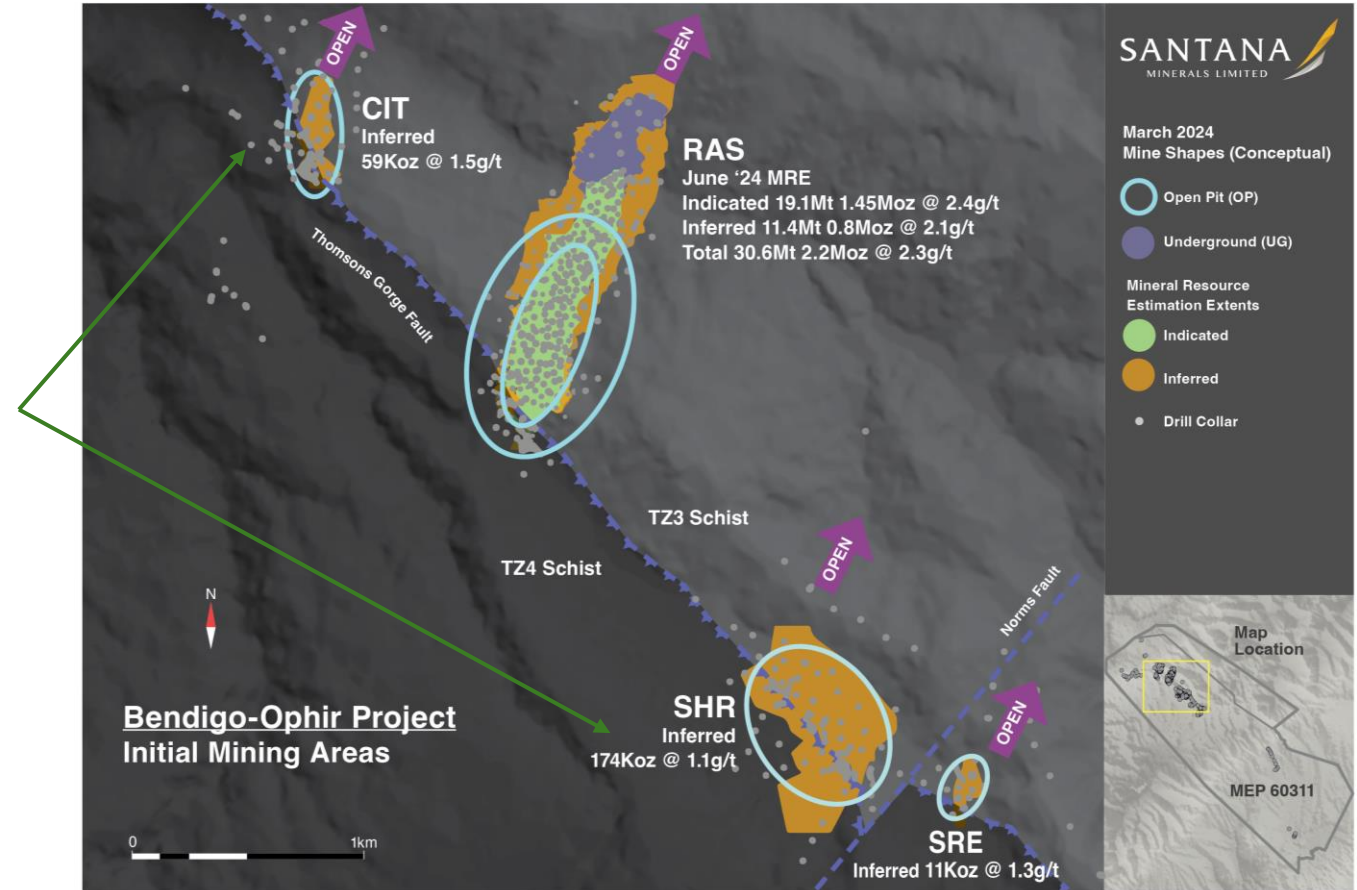 OPEN
CIT
Inferred
59Koz @ 1.5g/t
OPEN
RAS
June ‘24 MRE
Indicated 19.1Mt 1.45Moz @ 2.4g/t
Inferred 11.4Mt 0.8Moz @ 2.1g/t
Total 30.6Mt 2.2Moz @ 2.3g/t
Thomsons Gorge Fault
TZ3 Schist
TZ4 Schist
OPEN
Norms Fault
N
SHR
Inferred
174Koz @ 1.1g/t
OPEN
SRE
Inferred 11Koz @ 1.3g/t
Bendigo-Ophir Project
Initial Mining Areas
0 1km
SANTANA
MINERALS LIMITED
March 2024
Mine Shapes (Conceptual)
Open Pit (OP)
Underground (UG)
Mineral Resource
Estimation Extents
Indicated
Inferred
Drill Collar
Map
Location
MEP 60311